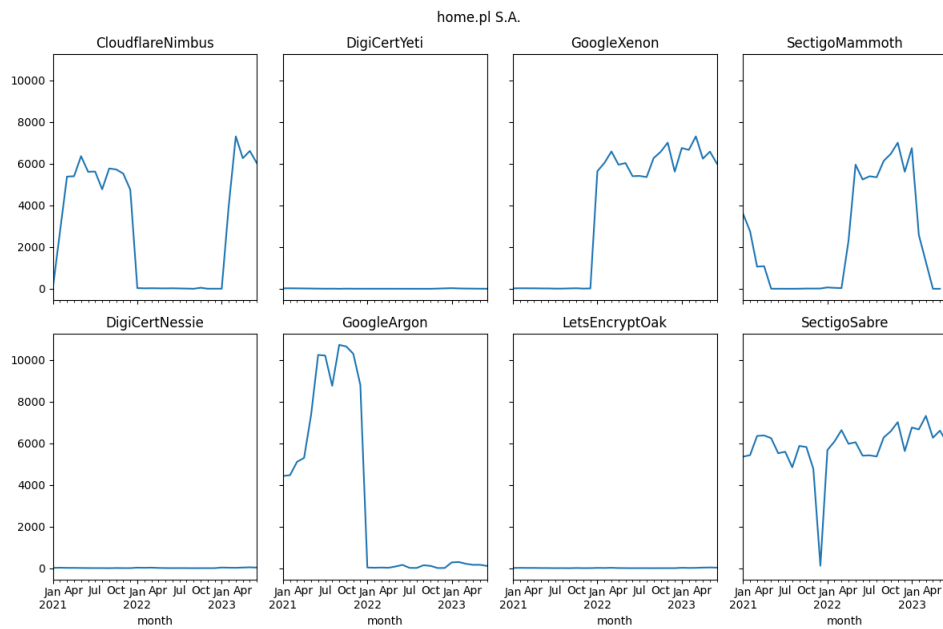 home.pl S.A.
CloudflareNimbus DigiCertYeti GoogleXenon SectigoMammoth
10000
8000
6000
4000
2000
0
DigiCertNessie GoogleArgon LetsEncryptOak SectigoSabre
10000
8000
6000
4000
2000
0
Jan Apr Jul Oct Jan Apr Jul Oct Jan Apr Jan Apr Jul Oct Jan Apr Jul Oct Jan Apr Jan Apr Jul Oct Jan Apr Jul Oct Jan Apr Jan Apr Jul Oct Jan Apr Jul Oct Jan Apr
2021 2022 2023 2021 2022 2023 2021 2022 2023 2021 2022 2023
month month month month